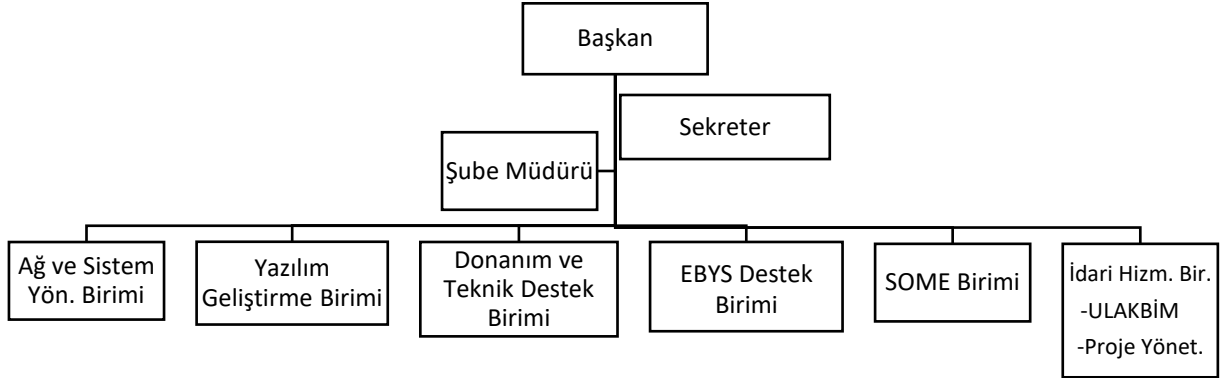 Başkan
Sekreter
Şube Müdürü
Ağ ve Sistem
Yön. Birimi
Yazılım
Geliştirme Birimi
Donanım ve
Teknik Destek
Birimi
EBYS Destek
Birimi
SOME Birimi
İdari Hizm. Bir.
-ULAKBİM
-Proje Yönet.